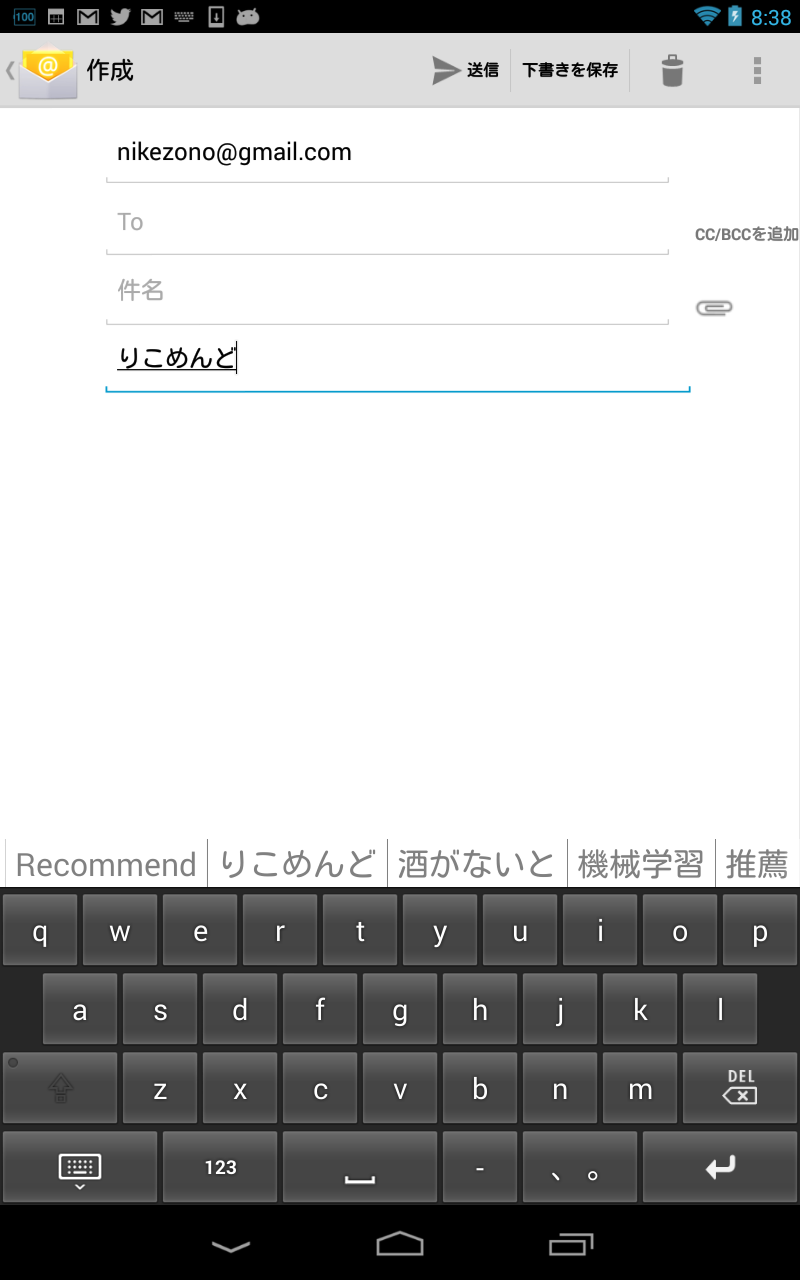 100 8:38
作成 送信 下書きを保存
nikezono@gmail.com
To
CC/BCCを追加
件名
りこめんど
Recommend りこめんど 酒がないと 機械学習 推薦
q w e r t y u i o p
a s d f g h j k l
z x c v b n m DEL
123 - 、。